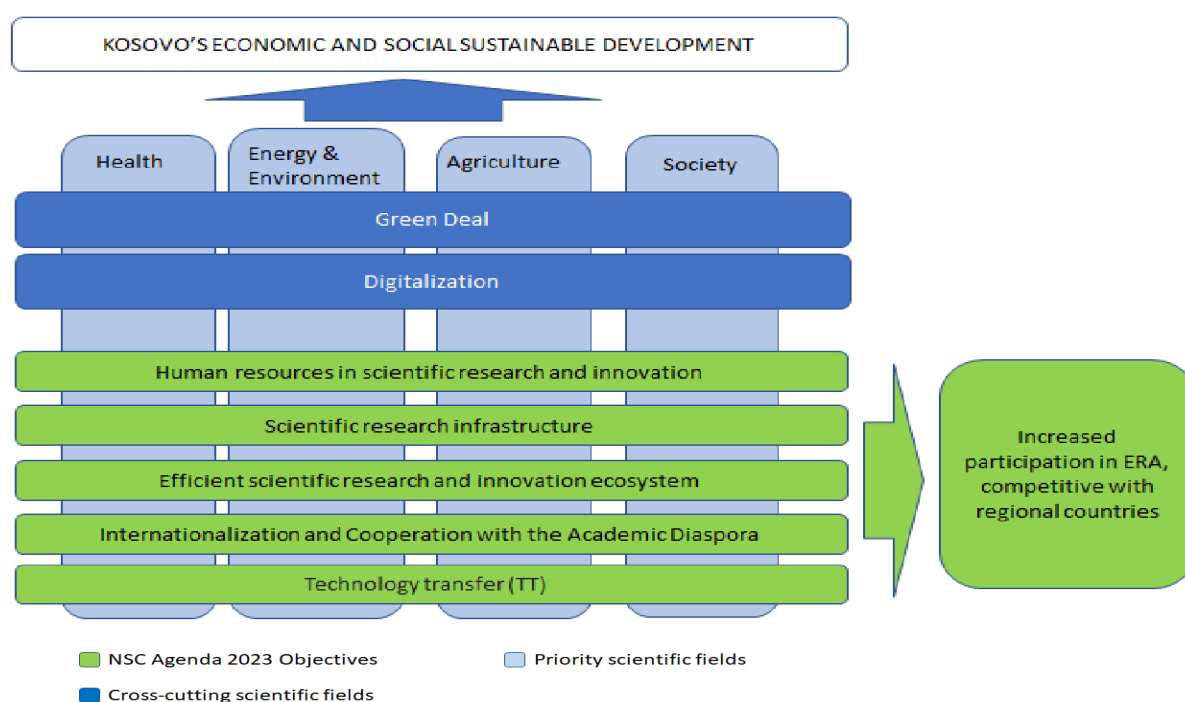 KOSOVO'S ECONOMIC AND SOCIAL SUSTAINABLE DEVELOPMENT
Health
Energy &
Environment
Agriculture
Society
Green Deal
Digitalization
Human resources in scientific research and innovation
Scientific research infrastructure
Efficient scientific research and innovation ecosystem
Internationalization and Cooperation with the Academic Diaspora
Technology transfer (TT)
Increased
participation in ERA,
competitive with
regional countries
NSC Agenda 2023 Objectives
Priority scientific fields
Cross-cutting scientific fields